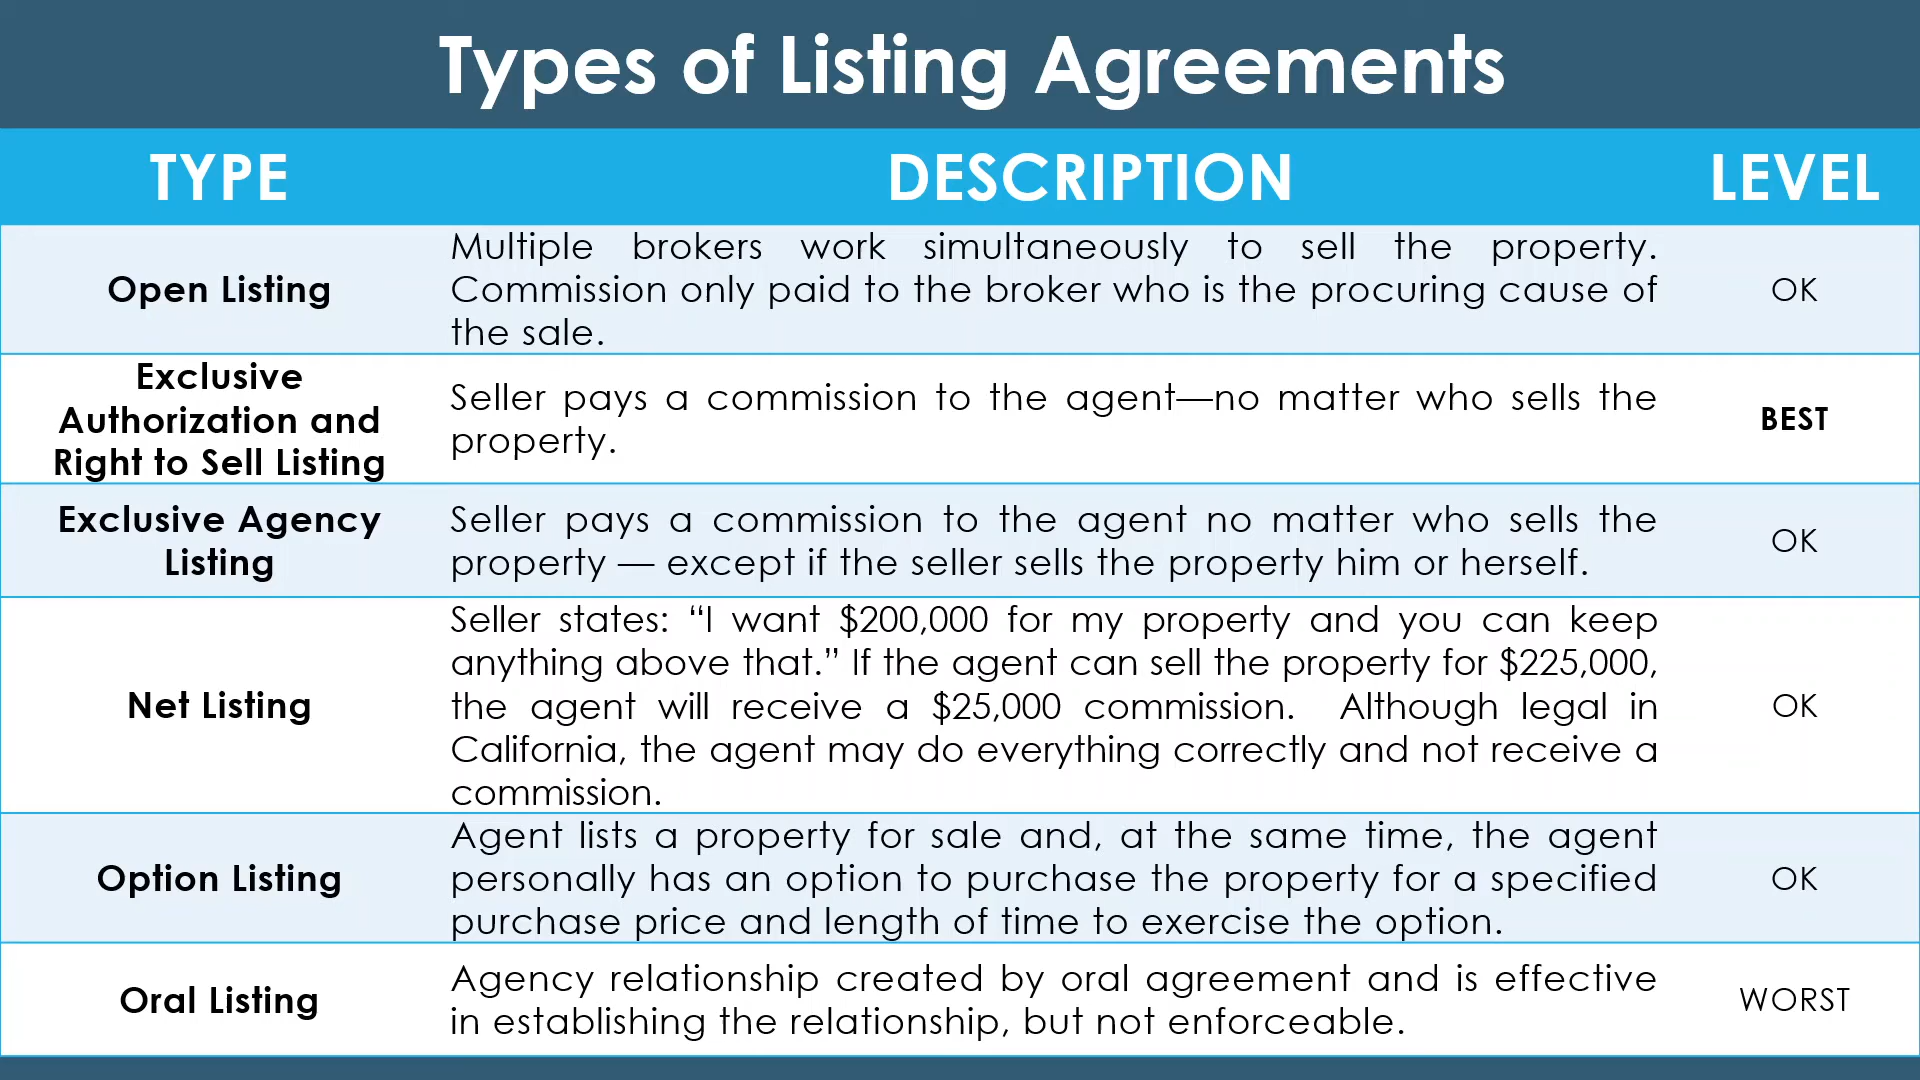 Types of Listing Agreements
TYPE DESCRIPTION LEVEL
Open Listing
Multiple brokers work simultaneously to sell the property.
Commission only paid to the broker who is the procuring cause of
the sale.
OK
Exclusive
Authorization and
Right to Sell Listing
Seller pays a commission to the agent—no matter who sells the
property.
BEST
Exclusive Agency
Listing
Seller pays a commission to the agent no matter who sells the
property — except if the seller sells the property him or herself.
OK
Net Listing
Seller states: “I want $200,000 for my property and you can keep
anything above that.” If the agent can sell the property for $225,000,
the agent will receive a $25,000 commission.  Although legal in
California, the agent may do everything correctly and not receive a
commission.
OK
Option Listing
Agent lists a property for sale and, at the same time, the agent
personally has an option to purchase the property for a specified
purchase price and length of time to exercise the option.
OK
Oral Listing
Agency relationship created by oral agreement and is effective
in establishing the relationship, but not enforceable.
WORST